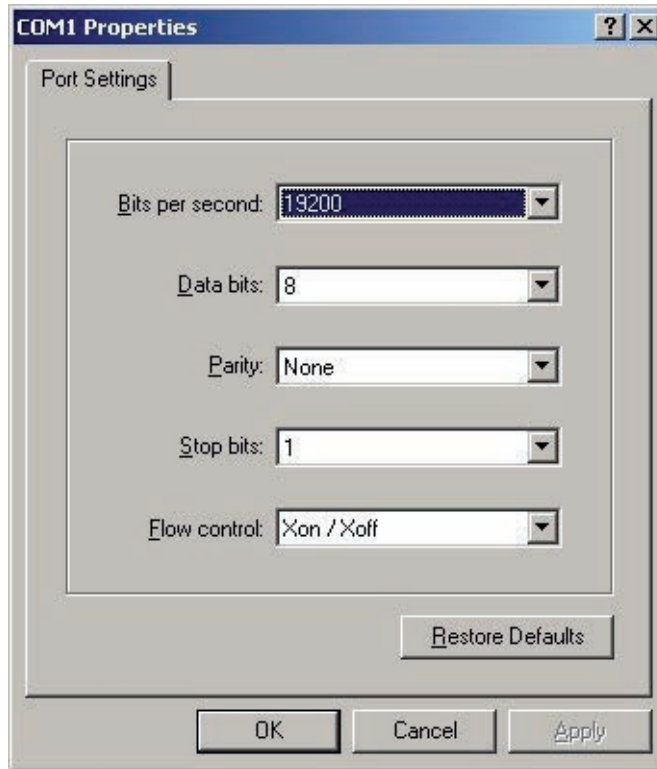 COM1 Properties
Port Settings
Bits per second: 19200
Data bits: 8
Parity: None
Stop bits: 1
Flow control: Xon / Xoff
Restore Defaults
OK Cancel Apply